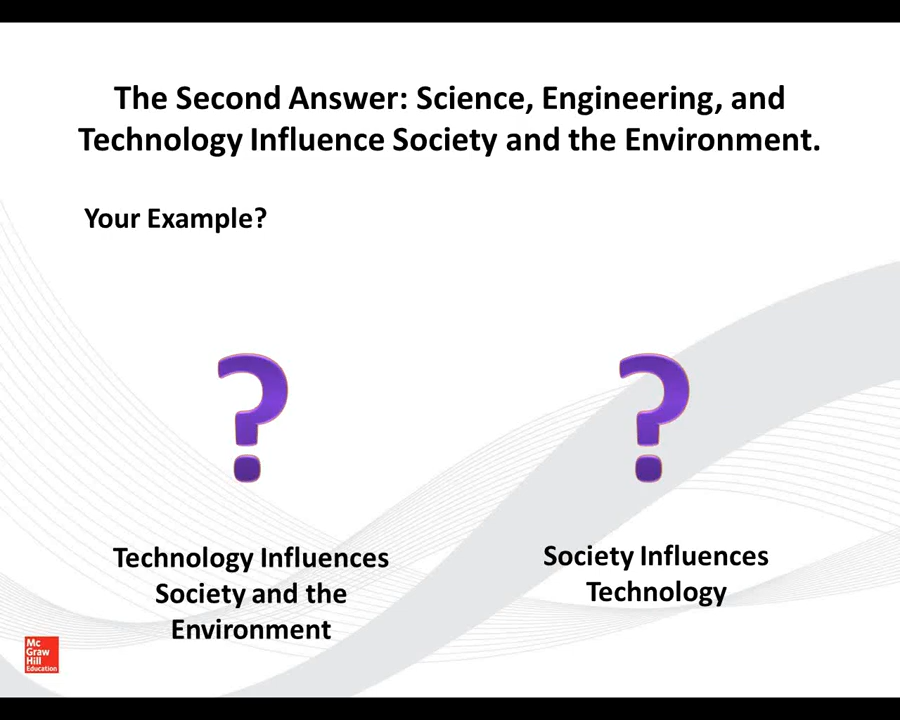 The Second Answer: Science, Engineering, and
Technology Influence Society and the Environment.
Your Example?
?
?
Technology Influences
Society and the
Environment
Society Influences
Technology
Mc
Graw
Hill
Education